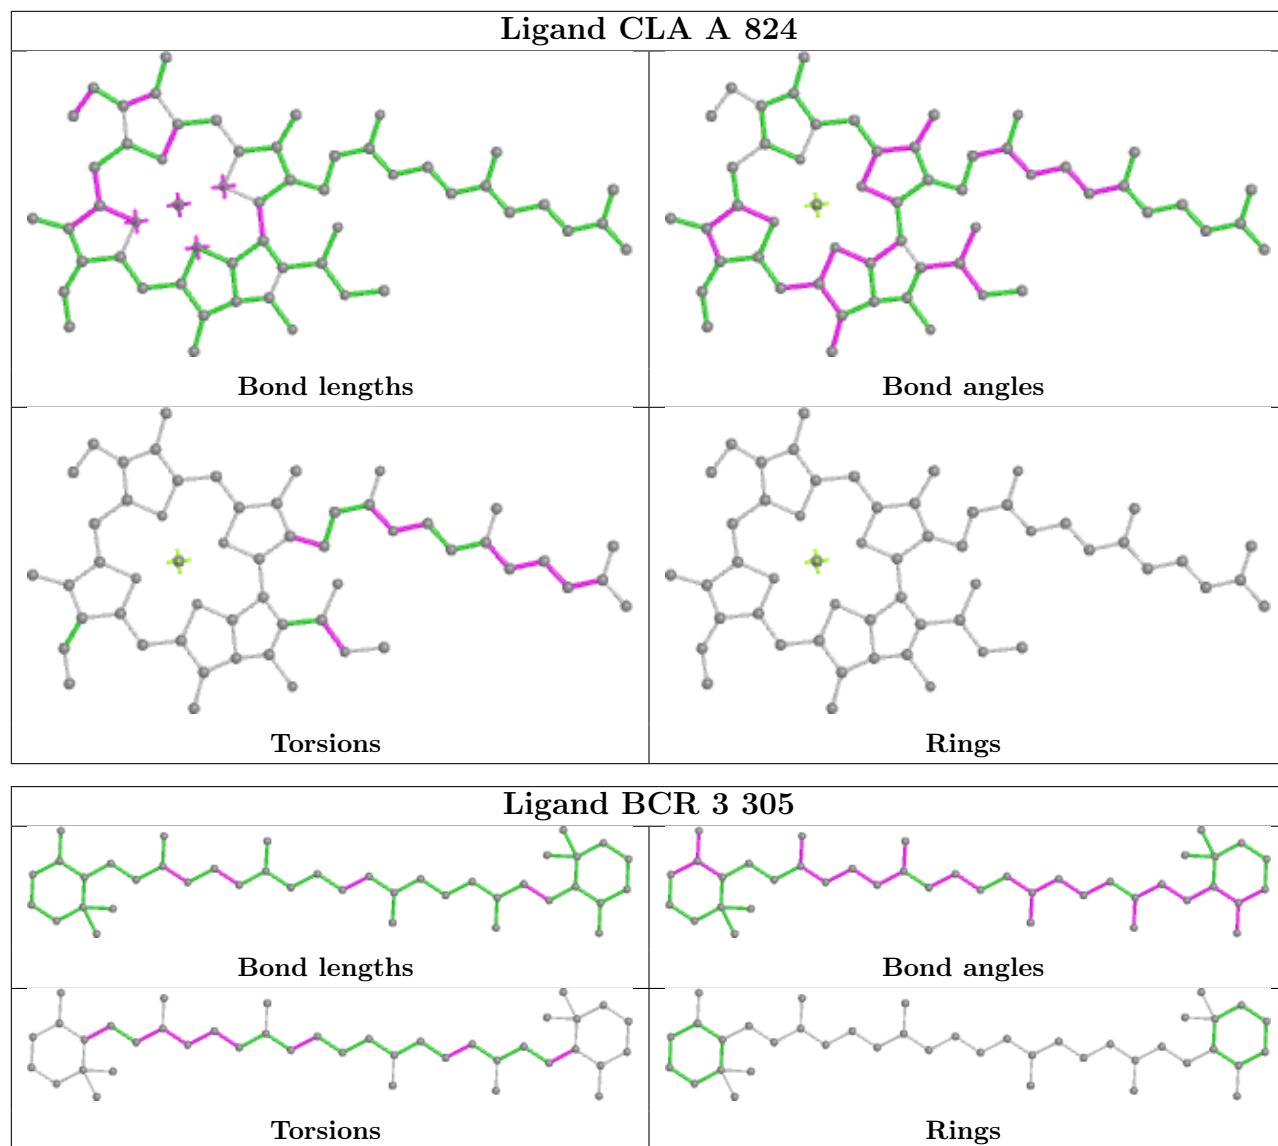 Ligand CLA A 824
Bond lengths
Bond angles
Torsions
Rings
Ligand BCR 3 305
Bond lengths
Bond angles
Torsions
Rings